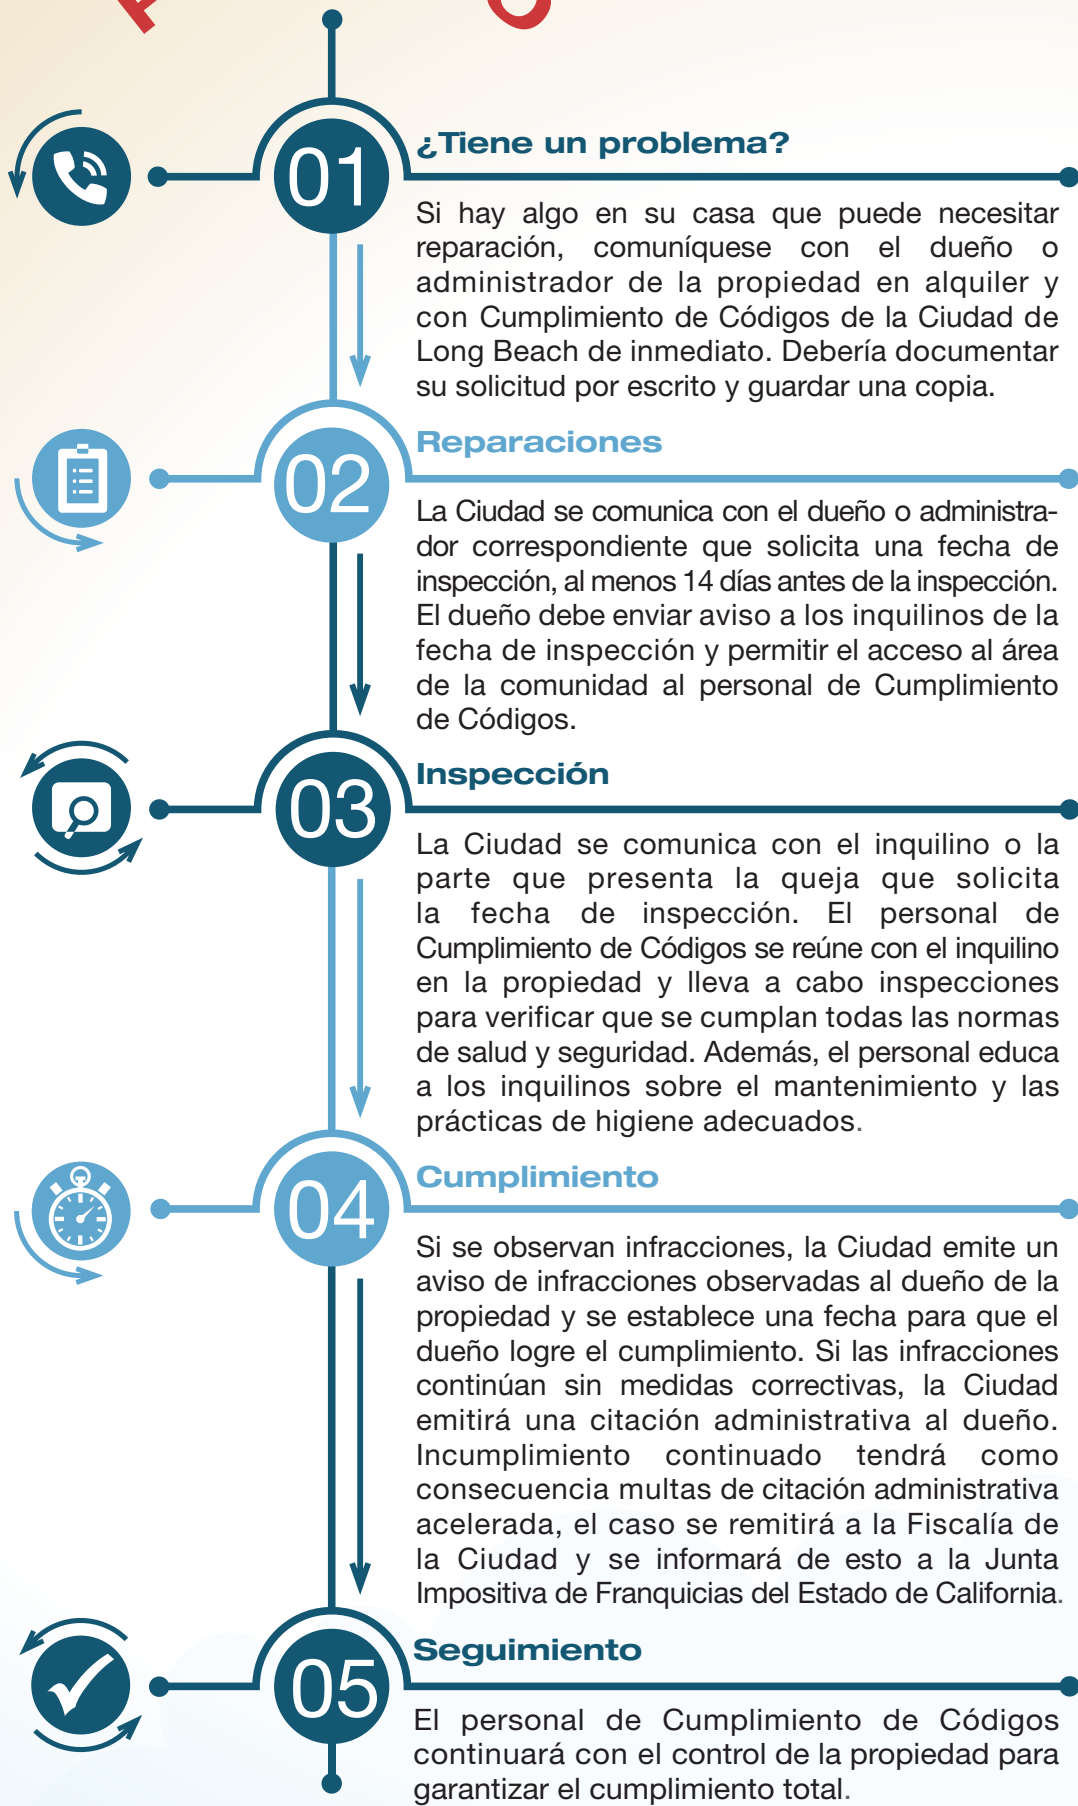 01
¿Tiene un problema?
Si hay algo en su casa que puede necesitar
reparación, comuníquese con el dueño o
administrador de la propiedad en alquiler y
con Cumplimiento de Códigos de la Ciudad de
Long Beach de inmediato. Debería documentar
su solicitud por escrito y guardar una copia.
02
Reparaciones
La Ciudad se comunica con el dueño o administra-
dor correspondiente que solicita una fecha de
inspección, al menos 14 días antes de la inspección.
El dueño debe enviar aviso a los inquilinos de la
fecha de inspección y permitir el acceso al área
de la comunidad al personal de Cumplimiento
de Códigos.
03
Inspección
La Ciudad se comunica con el inquilino o la
parte que presenta la queja que solicita
la fecha de inspección. El personal de
Cumplimiento de Códigos se reúne con el inquilino
en la propiedad y lleva a cabo inspecciones
para verificar que se cumplan todas las normas
de salud y seguridad. Además, el personal educa
a los inquilinos sobre el mantenimiento y las
prácticas de higiene adecuados.
04
Cumplimiento
Si se observan infracciones, la Ciudad emite un
aviso de infracciones observadas al dueño de la
propiedad y se establece una fecha para que el
dueño logre el cumplimiento. Si las infracciones
continúan sin medidas correctivas, la Ciudad
emitirá una citación administrativa al dueño.
Incumplimiento continuado tendrá como
consecuencia multas de citación administrativa
acelerada, el caso se remitirá a la Fiscalía de
la Ciudad y se informará de esto a la Junta
Impositiva de Franquicias del Estado de California.
05
Seguimiento
El personal de Cumplimiento de Códigos
continuará con el control de la propiedad para
garantizar el cumplimiento total.